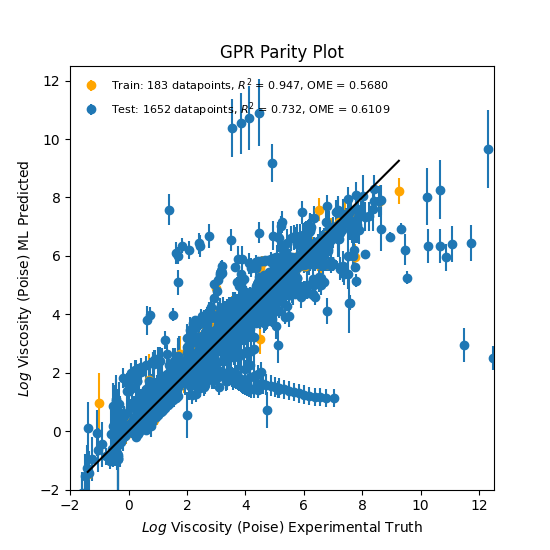 GPR Parity Plot
Train: 183 datapoints, R² = 0.947, OME = 0.5680
Test: 1652 datapoints, R² = 0.732, OME = 0.6109
12
10
8
6
4
2
0
−2
Log Viscosity (Poise) ML Predicted
−2 0 2 4 6 8 10 12
Log Viscosity (Poise) Experimental Truth